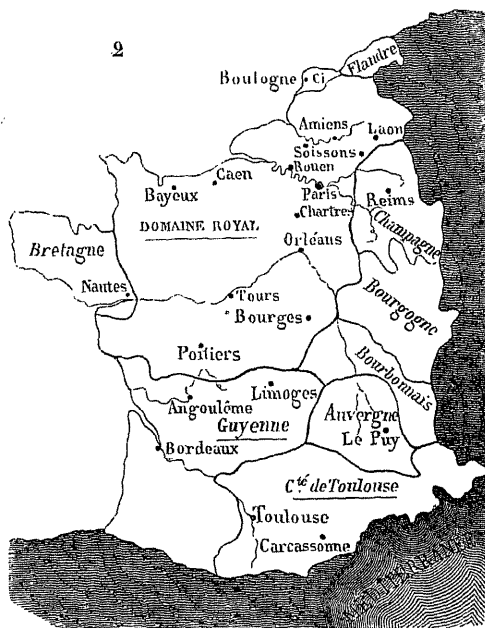 2
Flandre
Boulogne
Ci
Amiens
Laon
Soissons
Rouen
Paris
Reims
Caen
Bayeux
Chartres
Champagne
DOMAINE ROYAL
Orléans
Bretagne
Nantes
Tours
Bourges
Bourgogne
Poitiers
Bourbonnais
Limoges
Angoulême
Auvergne
Guyenne
Le Puy
Bordeaux
Cté de Toulouse
Toulouse
Carcassonne
MEDITERRANEE